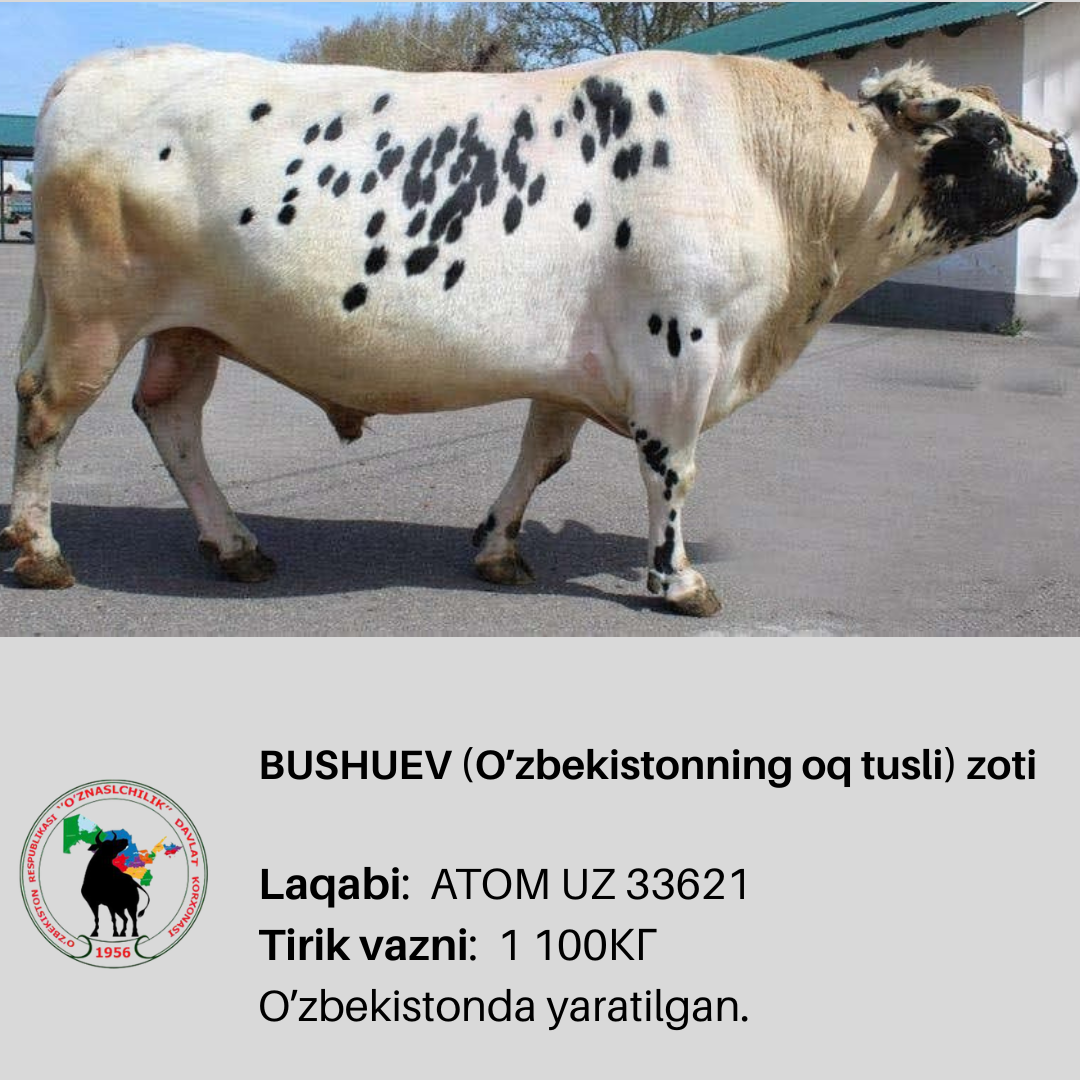 BUSHUEV (O’zbekistonning oq tusli) zoti
Laqabi: ATOM UZ 33621
Tirik vazni: 1 100КГ
O’zbekistonda yaratilgan.
O’ZBEKISTON RESPUBLIKASI “O’ZNASLCHILIK” DAVLAT KORXONASI
1956